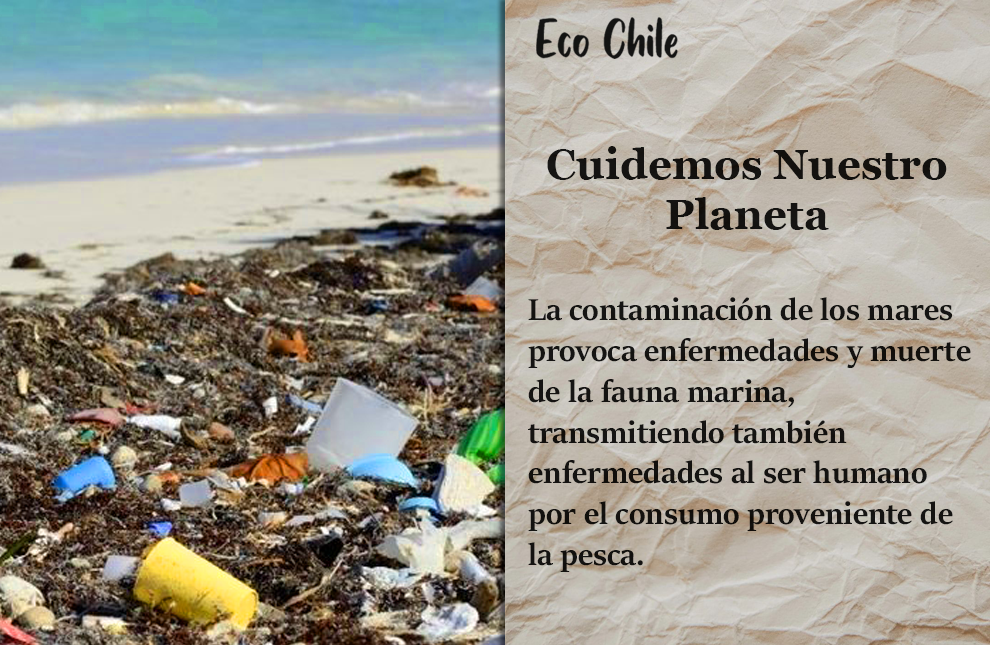 Eco Chile
Cuidemos Nuestro
Planeta
La contaminación de los mares
provoca enfermedades y muerte
de la fauna marina,
transmitiendo también
enfermedades al ser humano
por el consumo proveniente de
la pesca.